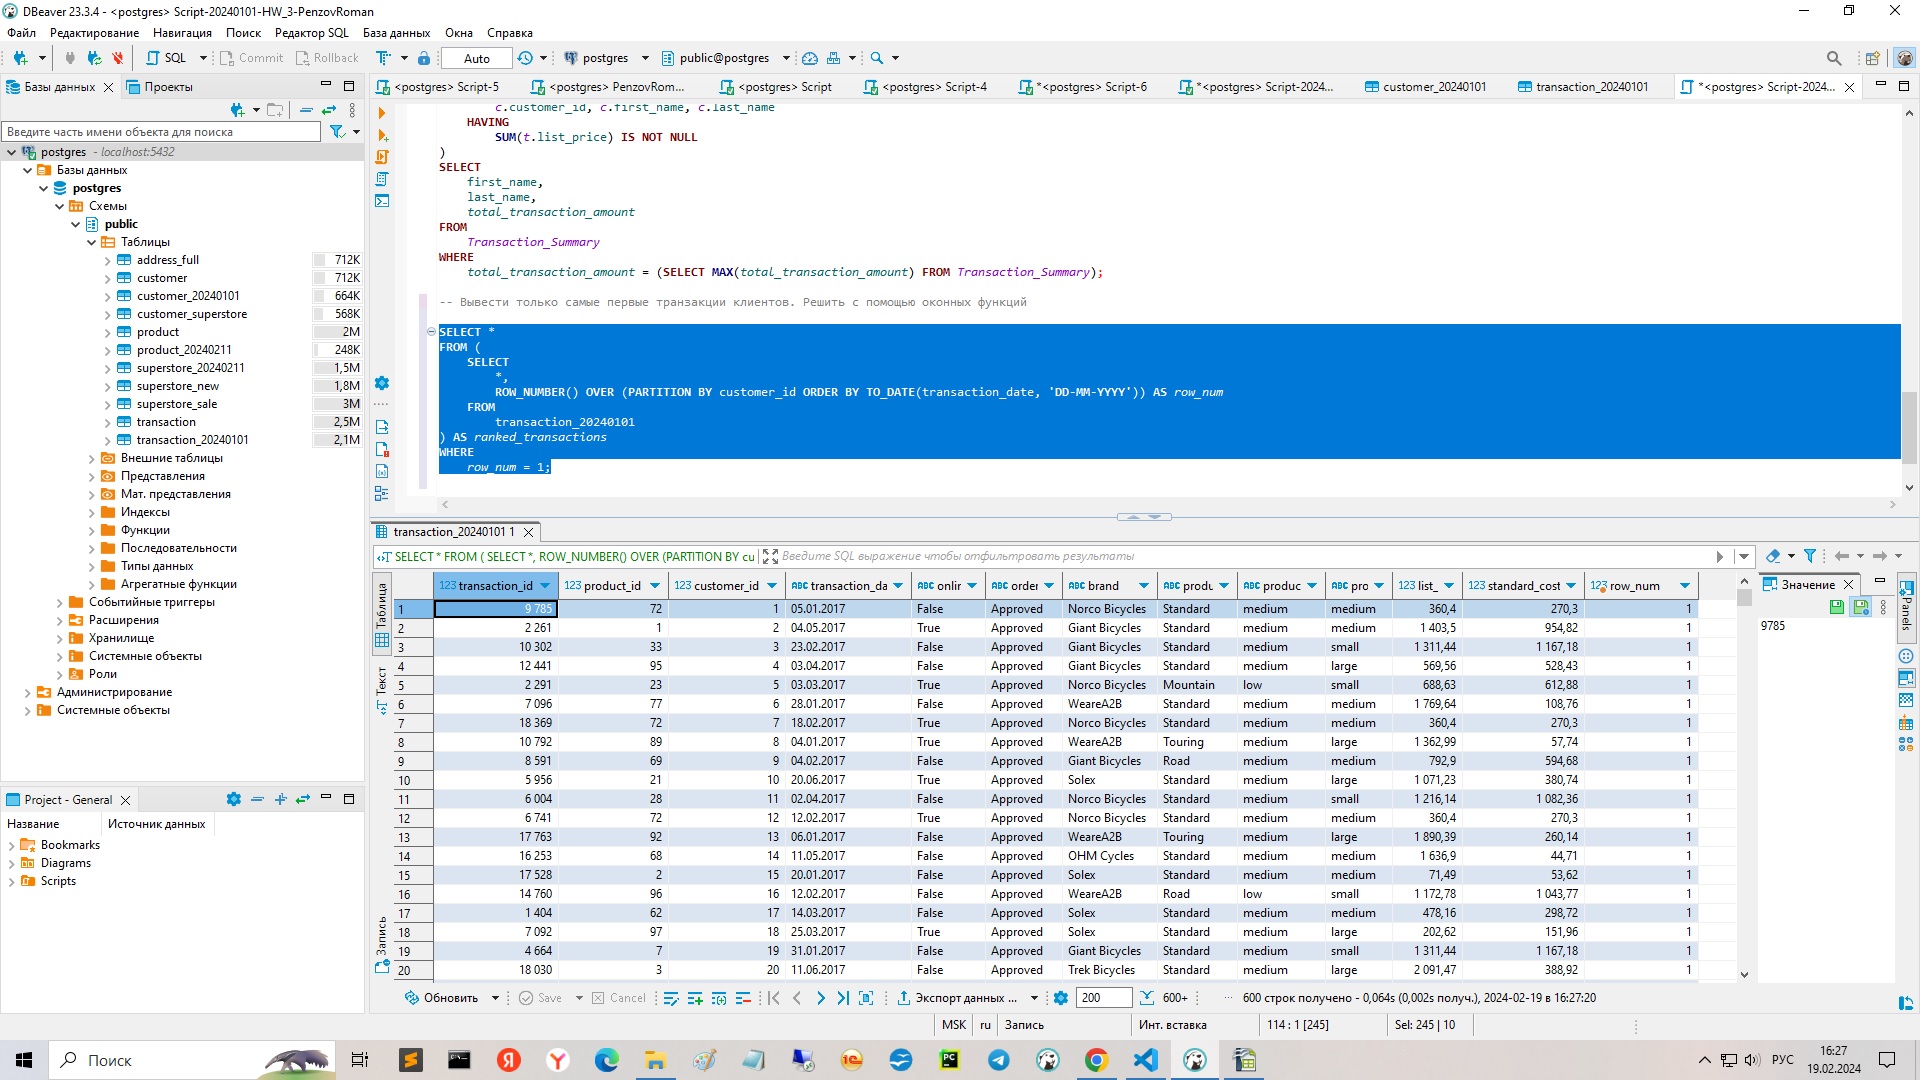 DBeaver 23.3.4 - <postgres> Script-20240101-HW_3-PenzovRoman
Файл Редактирование Навигация Поиск Редактор SQL База данных Окна Справка
SQL Commit Rollback Auto postgres public@postgres
Базы данных Проекты
<postgres> Script-5 <postgres> PenzovRom... <postgres> Script <postgres> Script-4 *<postgres> Script-6 *<postgres> Script-2024... customer_20240101 transaction_20240101 *<postgres> Script-2024...
Введите часть имени объекта для поиска
postgres - localhost:5432
Базы данных
postgres
Схемы
public
Таблицы
address_full 712K
customer 712K
customer_20240101 664K
customer_superstore 568K
product 2M
product_20240211 248K
superstore_20240211 1,5M
superstore_new 1,8M
superstore_sale 3M
transaction 2,5M
transaction_20240101 2,1M
Внешние таблицы
Представления
Мат. представления
Индексы
Функции
Последовательности
Типы данных
Агрегатные функции
Событийные триггеры
Расширения
Хранилище
Системные объекты
Роли
Администрирование
Системные объекты
Project - General
Название Источник данных
Bookmarks
Diagrams
Scripts
c.customer_id, c.first_name, c.last_name
HAVING
SUM(t.list_price) IS NOT NULL
)
SELECT
first_name,
last_name,
total_transaction_amount
FROM
Transaction_Summary
WHERE
total_transaction_amount = (SELECT MAX(total_transaction_amount) FROM Transaction_Summary);
-- Вывести только самые первые транзакции клиентов. Решить с помощью оконных функций
SELECT *
FROM (
SELECT
*,
ROW_NUMBER() OVER (PARTITION BY customer_id ORDER BY TO_DATE(transaction_date, 'DD-MM-YYYY')) AS row_num
FROM
transaction_20240101
) AS ranked_transactions
WHERE
row_num = 1;
transaction_20240101 1
SELECT * FROM ( SELECT *, ROW_NUMBER() OVER (PARTITION BY cu Введите SQL выражение чтобы отфильтровать результаты
Таблица
Текст
Запись
123 transaction_id 123 product_id 123 customer_id ABC transaction_da ABC onlir ABC order ABC brand ABC produ ABC produc ABC pro 123 list_ 123 standard_cost 123 row_num
1 9 785 72 1 05.01.2017 False Approved Norco Bicycles Standard medium medium 360,4 270,3 1
2 2 261 1 2 04.05.2017 True Approved Giant Bicycles Standard medium medium 1 403,5 954,82 1
3 10 302 33 3 23.02.2017 False Approved Giant Bicycles Standard medium small 1 311,44 1 167,18 1
4 12 441 95 4 03.04.2017 False Approved Giant Bicycles Standard medium large 569,56 528,43 1
5 2 291 23 5 03.03.2017 True Approved Norco Bicycles Mountain low small 688,63 612,88 1
6 7 096 77 6 28.01.2017 False Approved WeareA2B Standard medium medium 1 769,64 108,76 1
7 18 369 72 7 18.02.2017 True Approved Norco Bicycles Standard medium medium 360,4 270,3 1
8 10 792 89 8 04.01.2017 True Approved WeareA2B Touring medium large 1 362,99 57,74 1
9 8 591 69 9 04.02.2017 False Approved Giant Bicycles Road medium medium 792,9 594,68 1
10 5 956 21 10 20.06.2017 True Approved Solex Standard medium large 1 071,23 380,74 1
11 6 004 28 11 02.04.2017 False Approved Norco Bicycles Standard medium small 1 216,14 1 082,36 1
12 6 741 72 12 12.02.2017 True Approved Norco Bicycles Standard medium medium 360,4 270,3 1
13 17 763 92 13 06.01.2017 False Approved WeareA2B Touring medium large 1 890,39 260,14 1
14 16 253 68 14 11.05.2017 False Approved OHM Cycles Standard medium medium 1 636,9 44,71 1
15 17 528 2 15 20.01.2017 False Approved Solex Standard medium medium 71,49 53,62 1
16 14 760 96 16 12.02.2017 False Approved WeareA2B Road low small 1 172,78 1 043,77 1
17 1 404 62 17 14.03.2017 False Approved Solex Standard medium medium 478,16 298,72 1
18 7 092 97 18 25.03.2017 True Approved Solex Standard medium large 202,62 151,96 1
19 4 664 7 19 31.01.2017 False Approved Giant Bicycles Standard medium small 1 311,44 1 167,18 1
20 18 030 3 20 11.06.2017 False Approved Trek Bicycles Standard medium large 2 091,47 388,92 1
Значение
9785
Panels
Обновить Save Cancel Экспорт данных ... 200 600+ ... 600 строк получено - 0,064s (0,002s получ.), 2024-02-19 в 16:27:20
MSK ru Запись Инт. вставка 114 : 1 [245] Sel: 245 | 10
Поиск РУС 16:27
19.02.2024